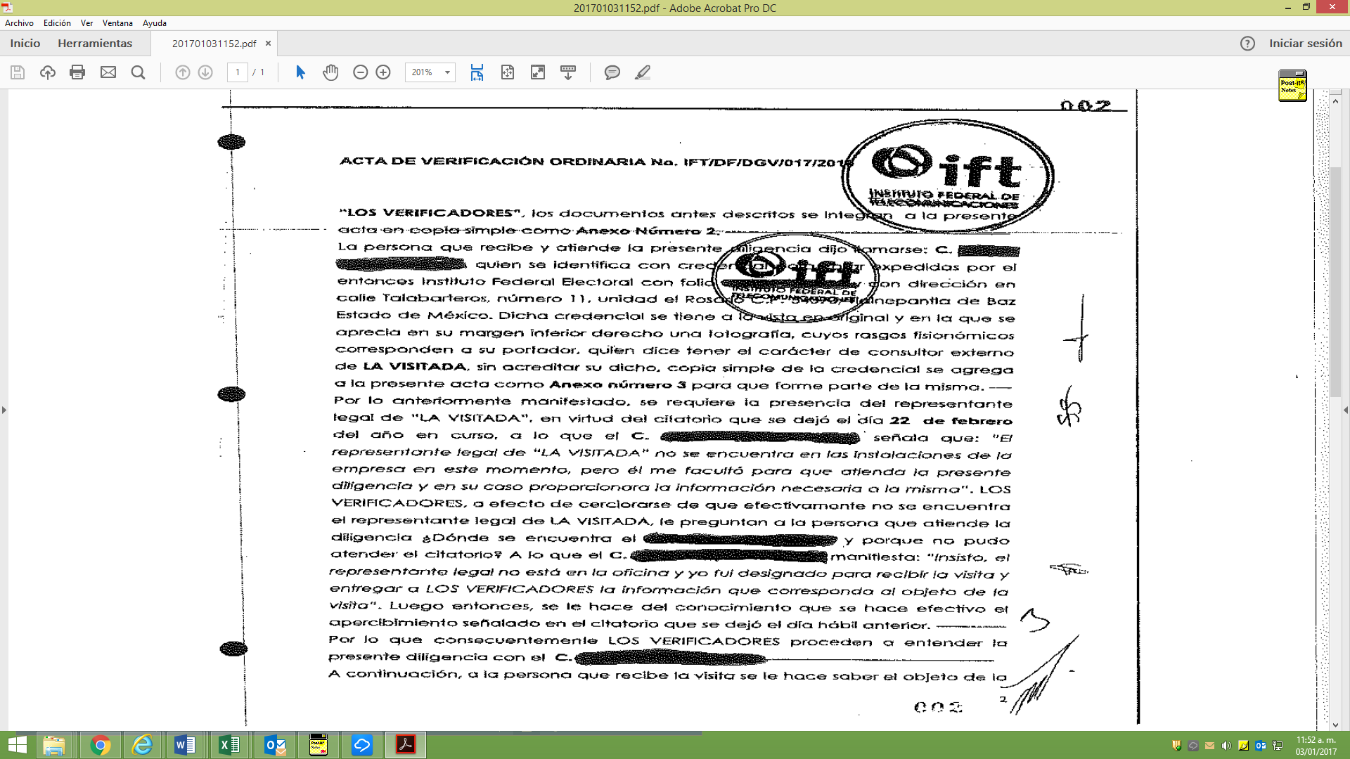 201701031152.pdf - Adobe Acrobat Pro DC
Archivo Edición Ver Ventana Ayuda
Inicio Herramientas 201701031152.pdf × Iniciar sesión
1 / 1 201%
Post-it Notes
002
ACTA DE VERIFICACIÓN ORDINARIA No. IFT/DF/DGV/017/201
ift
INSTITUTO FEDERAL DE
TELECOMUNICACIONES
"LOS VERIFICADORES", los documentos antes descritos se integran a la presente
acta en copia simple como Anexo Número 2.
La persona que recibe y atiende la presente diligencia dijo llamarse: C.
quien se identifica con expedidas por el
entonces Instituto Federal Electoral con folio y con dirección en
calle Talabarteros, número 11, unidad el Rosario C.P. Tlalnepantla de Baz
Estado de México. Dicha credencial se tiene a la vista en original y en la que se
aprecia en su margen inferior derecho una fotografía, cuyos rasgos fisionómicos
corresponden a su portador, quien dice tener el carácter de consultor externo
de LA VISITADA, sin acreditar su dicho, copia simple de la credencial se agrega
a la presente acta como Anexo número 3 para que forme parte de la misma.
Por lo anteriormente manifestado, se requiere la presencia del representante
legal de "LA VISITADA", en virtud del citatorio que se dejó el día 22 de febrero
del año en curso, a lo que el C. señala que: "El
representante legal de "LA VISITADA" no se encuentra en las instalaciones de la
empresa en este momento, pero él me facultó para que atienda la presente
diligencia y en su caso proporcionara la información necesaria a la misma". LOS
VERIFICADORES, a efecto de cerciorarse de que efectivamente no se encuentra
el representante legal de LA VISITADA, le preguntan a la persona que atiende la
diligencia ¿Dónde se encuentra el y porque no pudo
atender el citatorio? A lo que el C. manifiesta: "Insisto, el
representante legal no está en la oficina y yo fui designado para recibir la visita y
entregar a LOS VERIFICADORES la información que corresponda al objeto de la
visita". Luego entonces, se le hace del conocimiento que se hace efectivo el
apercibimiento señalado en el citatorio que se dejó el día hábil anterior.
Por lo que consecuentemente LOS VERIFICADORES proceden a entender la
presente diligencia con el C.
A continuación, a la persona que recibe la visita se le hace saber el objeto de la
2
002
ift
INSTITUTO FEDERAL DE
TELECOMUNICACIONES
11:52 a. m.
03/01/2017